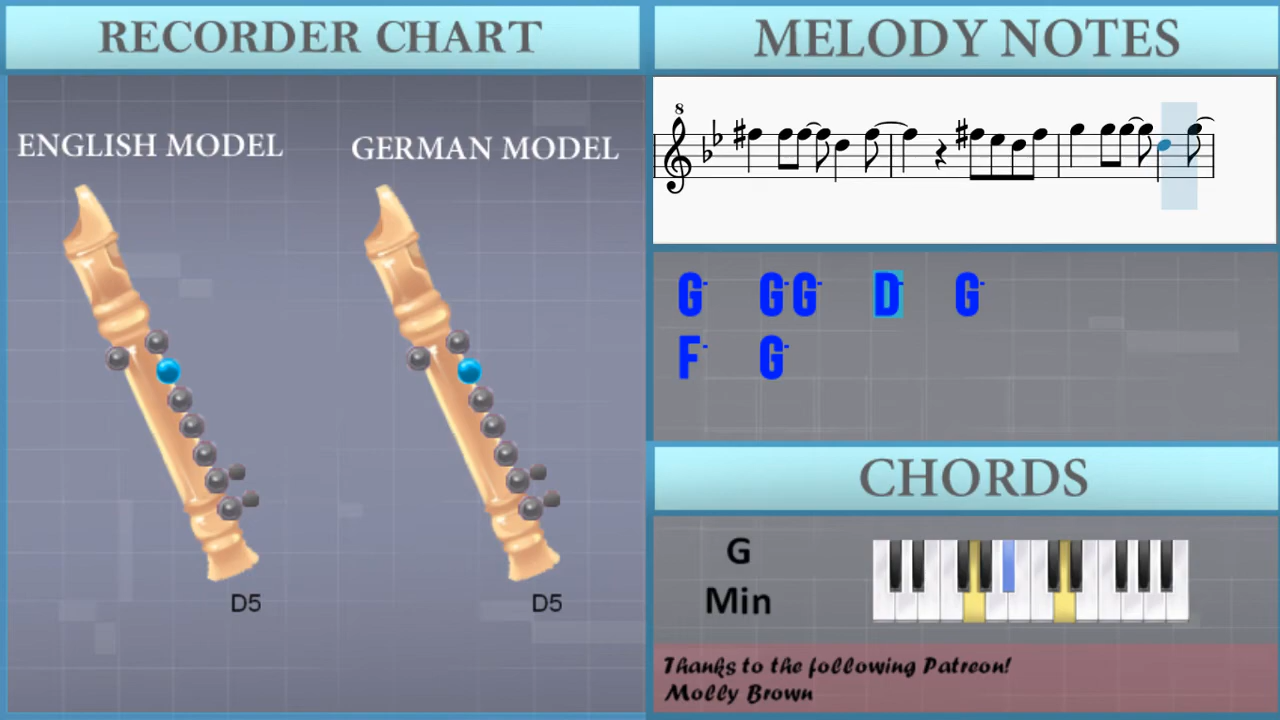 RECORDER CHART
ENGLISH MODEL
GERMAN MODEL
D5
D5
MELODY NOTES
8
G- G- G- D- G-
F- G-
CHORDS
G
Min
Thanks to the following Patreon!
Molly Brown